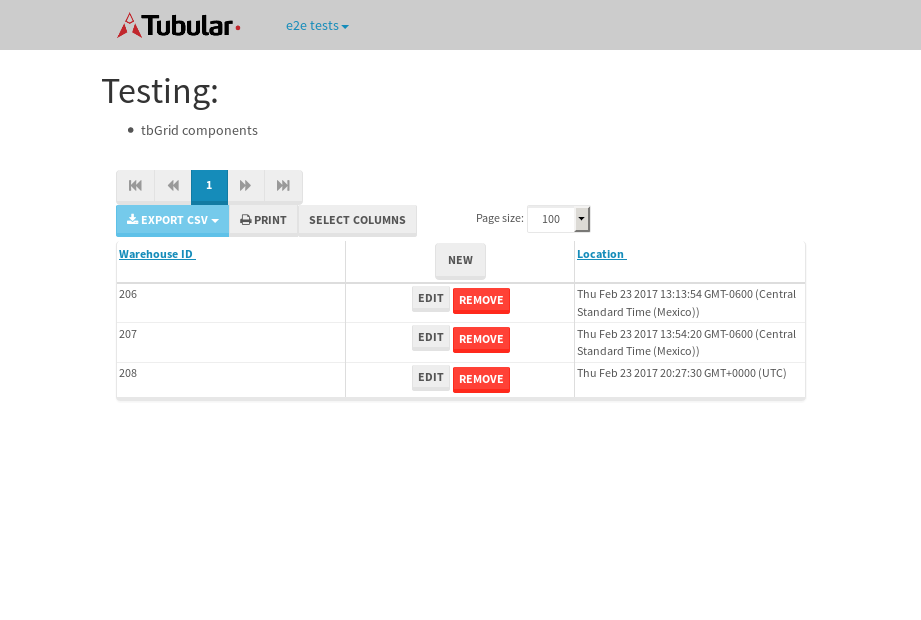 Tubular
e2e tests
Testing:
tbGrid components
1
EXPORT CSV
PRINT
SELECT COLUMNS
Page size:
100
Warehouse ID
NEW
Location
206
EDIT
REMOVE
Thu Feb 23 2017 13:13:54 GMT-0600 (Central
Standard Time (Mexico))
207
EDIT
REMOVE
Thu Feb 23 2017 13:54:20 GMT-0600 (Central
Standard Time (Mexico))
208
EDIT
REMOVE
Thu Feb 23 2017 20:27:30 GMT+0000 (UTC)